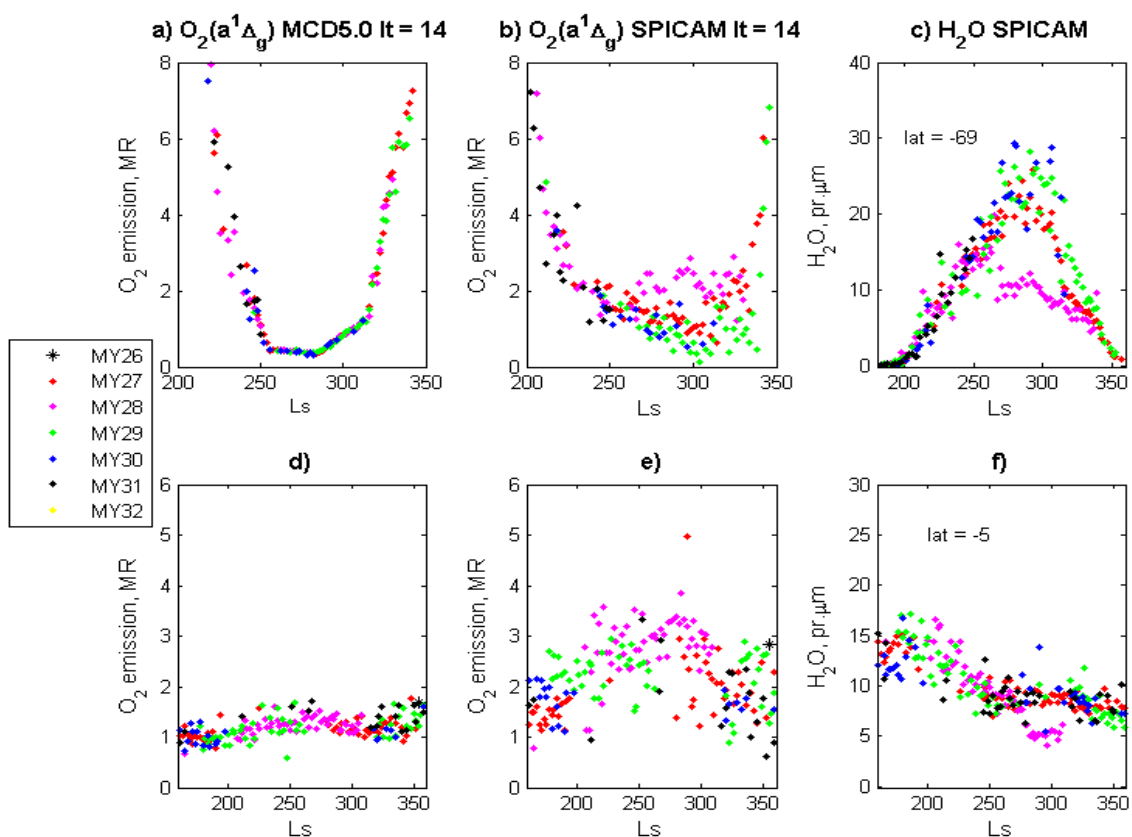 a) O₂(a¹Δg) MCD5.0 lt = 14
b) O₂(a¹Δg) SPICAM lt = 14
c) H₂O SPICAM
8
6
4
2
0
200 250 300 350
O₂ emission, MR
Ls
8
6
4
2
0
200 250 300 350
O₂ emission, MR
Ls
40
30
20
10
0
200 250 300 350
H₂O, pr.μm
Ls
lat = -69
MY26
MY27
MY28
MY29
MY30
MY31
MY32
d)
e)
f)
6
5
4
3
2
1
0
200 250 300 350
O₂ emission, MR
Ls
6
5
4
3
2
1
0
200 250 300 350
O₂ emission, MR
Ls
30
25
20
15
10
5
0
200 250 300 350
H₂O, pr.μm
Ls
lat = -5